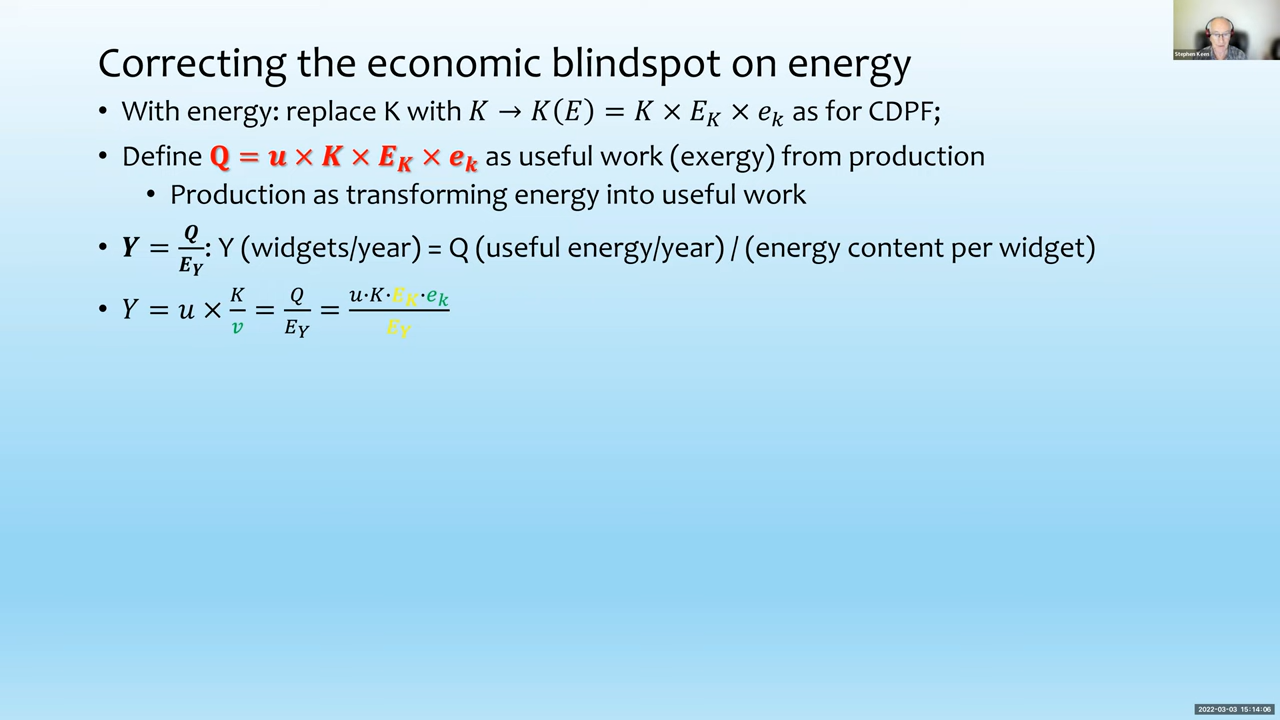 Correcting the economic blindspot on energy
Stephen Keen
• With energy: replace K with K → K(E) = K × E_K × e_k as for CDPF;
• Define Q = u × K × E_K × e_k as useful work (exergy) from production
• Production as transforming energy into useful work
• Y = Q/E_Y: Y (widgets/year) = Q (useful energy/year) / (energy content per widget)
• Y = u × K/v = Q/E_Y = u·K·E_K·e_k/E_Y
2022-03-03 15:14:06